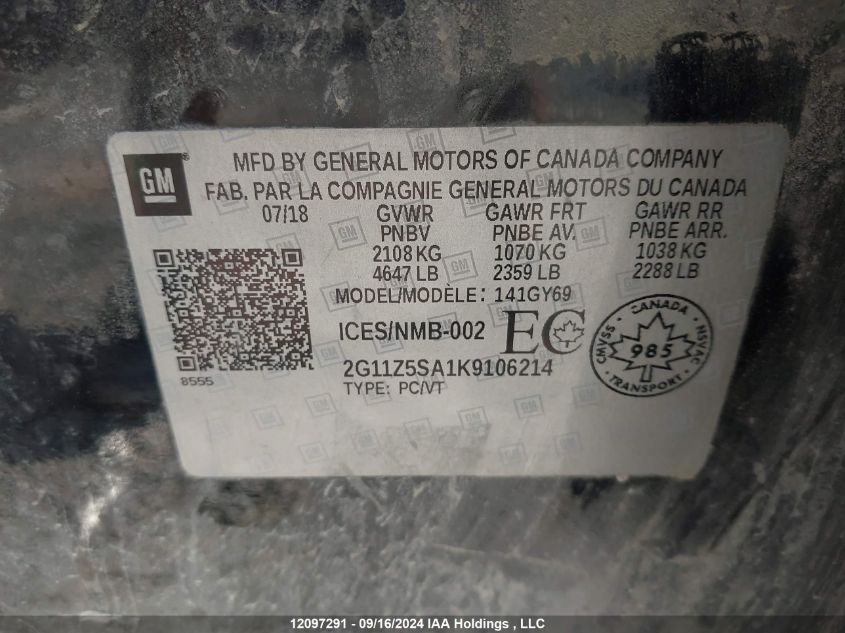 GM
MFD BY GENERAL MOTORS OF CANADA COMPANY
FAB. PAR LA COMPAGNIE GENERAL MOTORS DU CANADA
07/18 GVWR GAWR FRT GAWR RR
PNBV PNBE AV. PNBE ARR.
2108 KG 1070 KG 1038 KG
4647 LB 2359 LB 2288 LB
MODEL/MODÈLE: 141GY69
ICES/NMB-002 EC
2G11Z5SA1K9106214
TYPE: PC/VT
8555
CANADA
CMVSS 985 NSVAC
TRANSPORT
12097291 - 09/16/2024 IAA Holdings , LLC